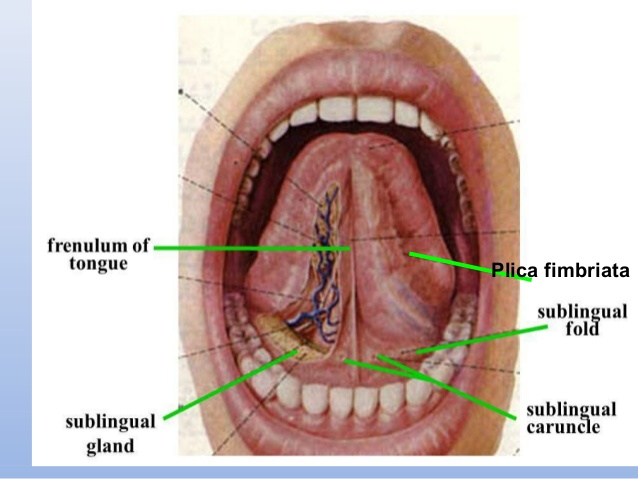 frenulum of
tongue
Plica fimbriata
sublingual
fold
sublingual
caruncle
sublingual
gland